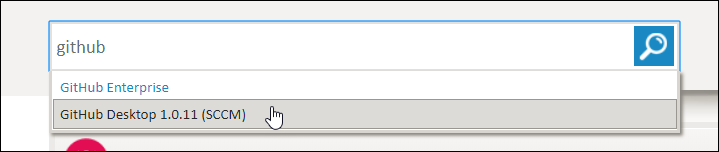 github
GitHub Enterprise
GitHub Desktop 1.0.11 (SCCM)